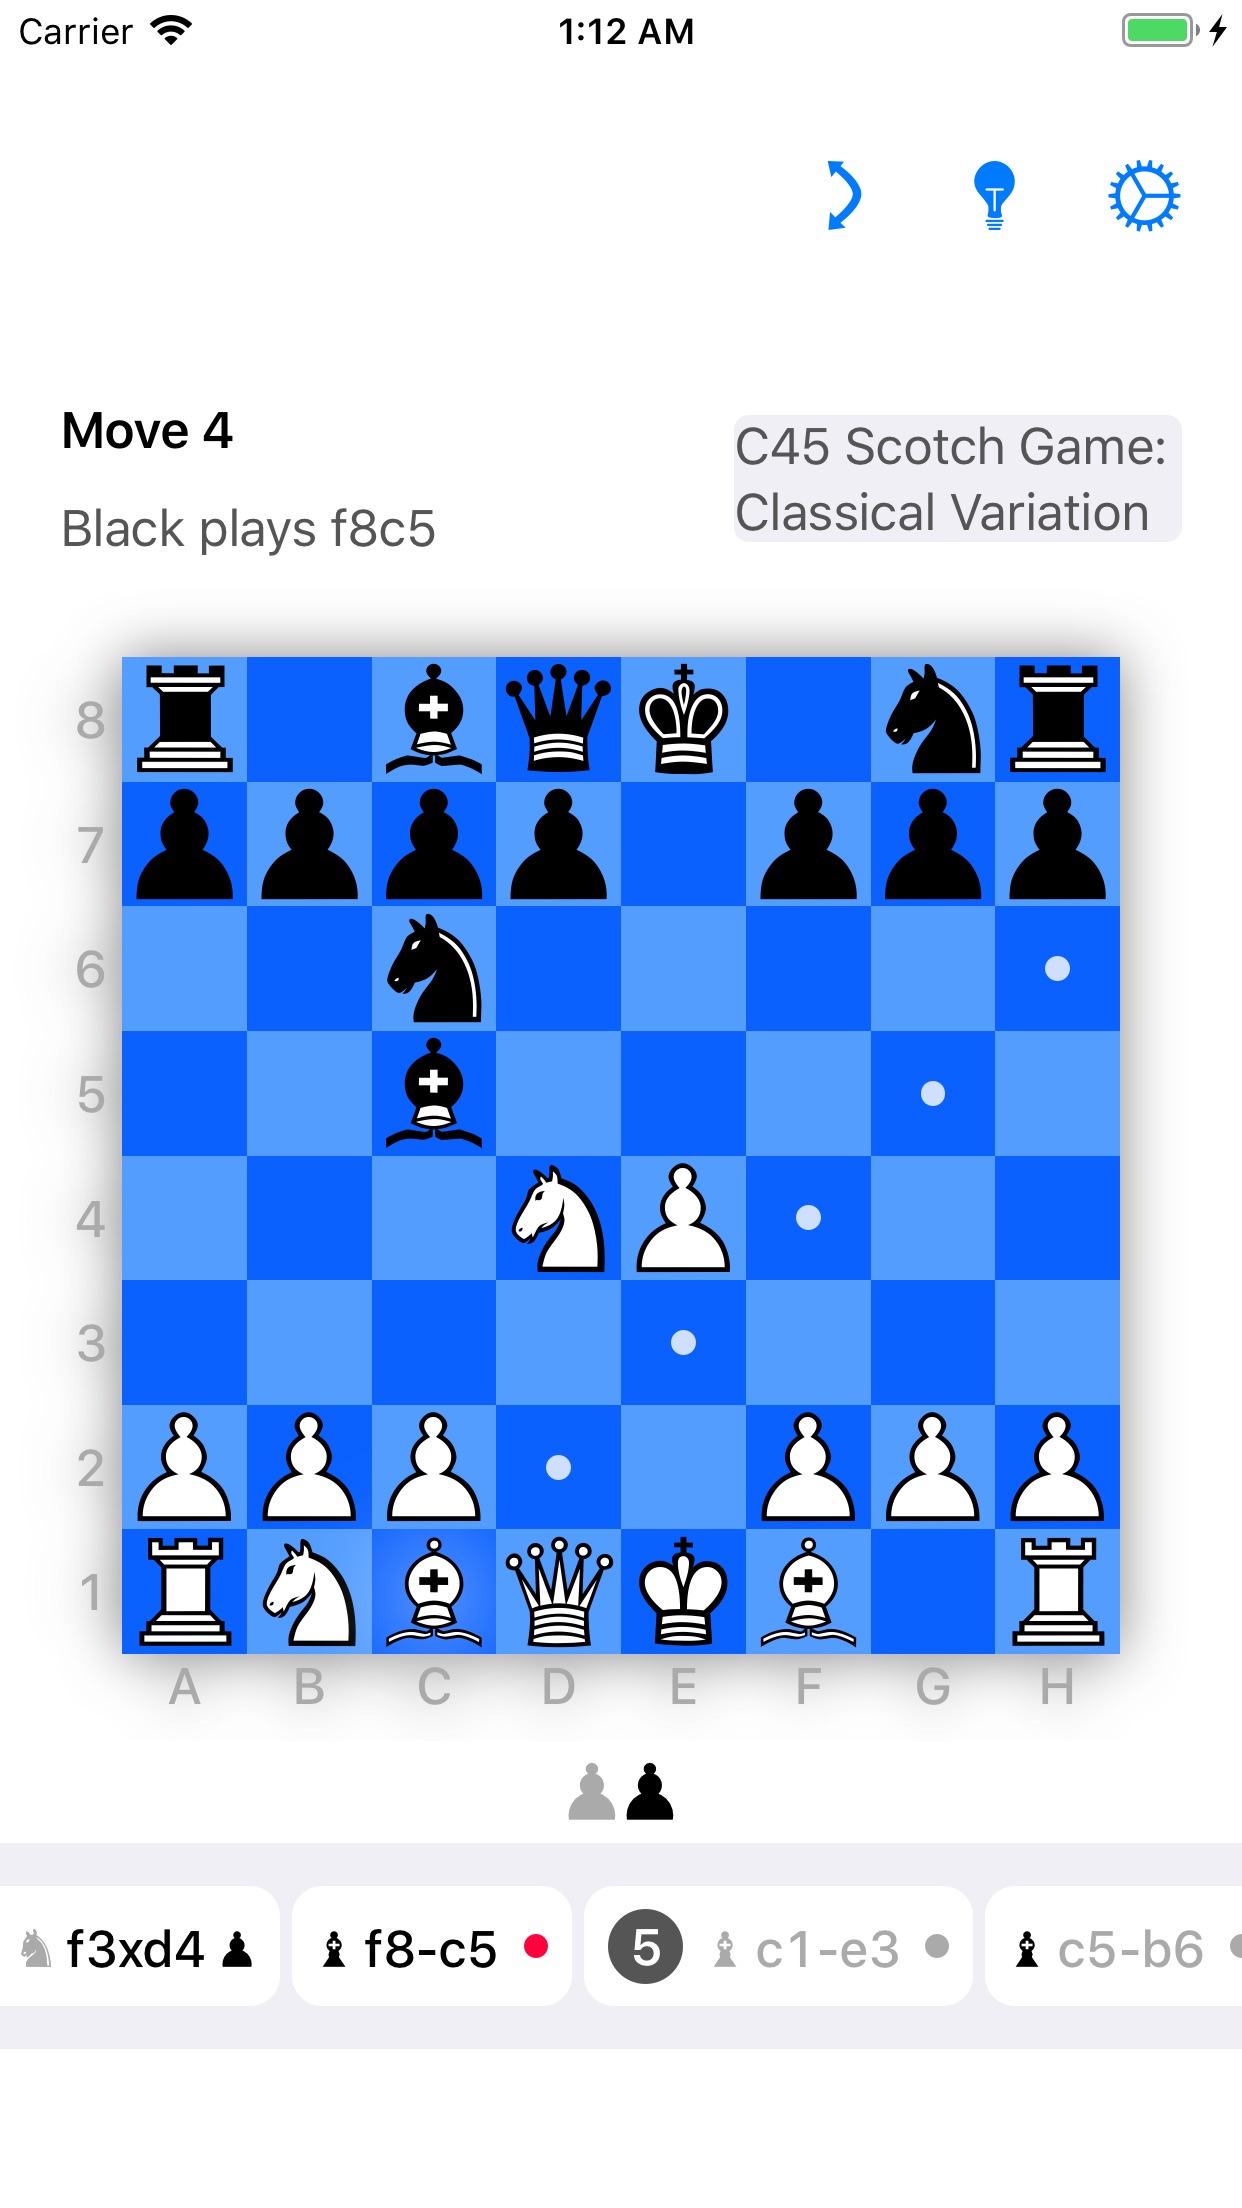 Carrier 1:12 AM
Move 4
Black plays f8c5
C45 Scotch Game:
Classical Variation
8
7
6
5
4
3
2
1
A B C D E F G H
f3xd4 f8-c5 5 c1-e3 c5-b6